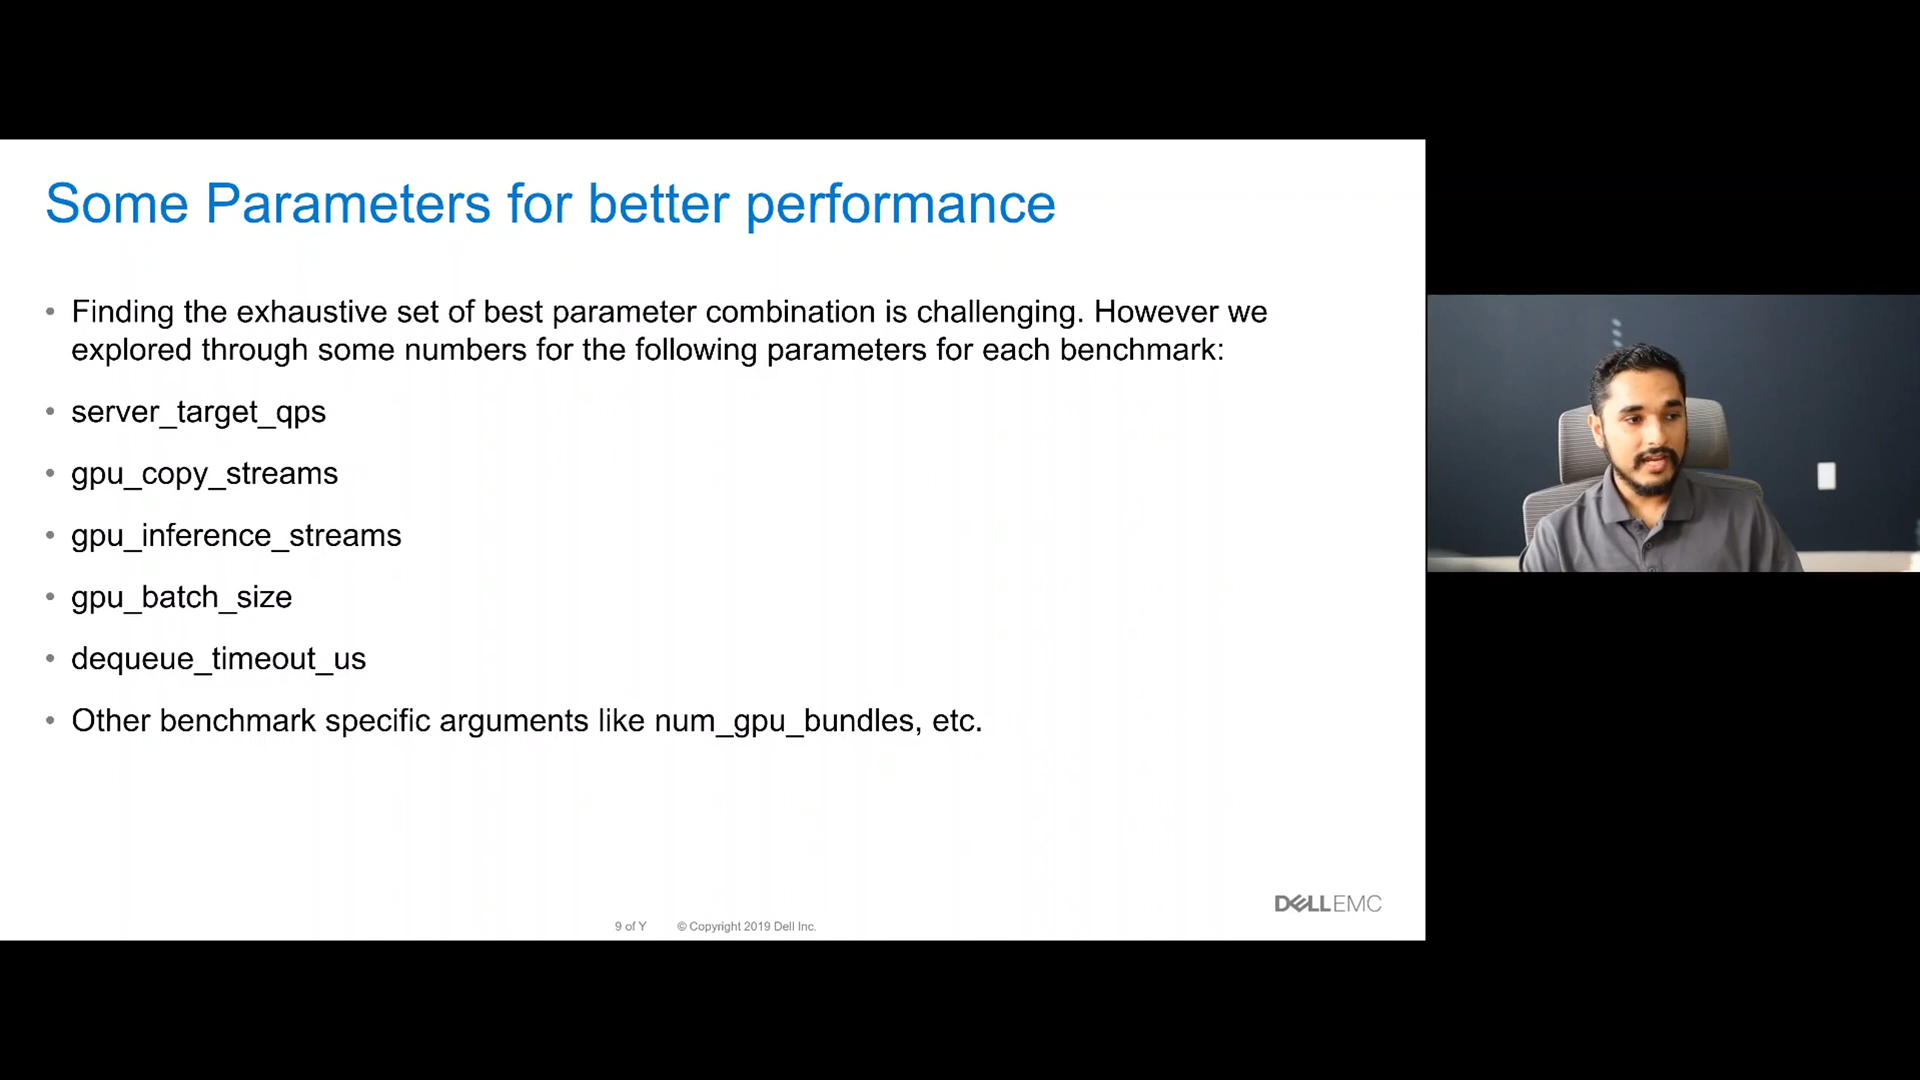 Some Parameters for better performance
• Finding the exhaustive set of best parameter combination is challenging. However we
explored through some numbers for the following parameters for each benchmark:
• server_target_qps
• gpu_copy_streams
• gpu_inference_streams
• gpu_batch_size
• dequeue_timeout_us
• Other benchmark specific arguments like num_gpu_bundles, etc.
DELLEMC
9 of Y © Copyright 2019 Dell Inc.